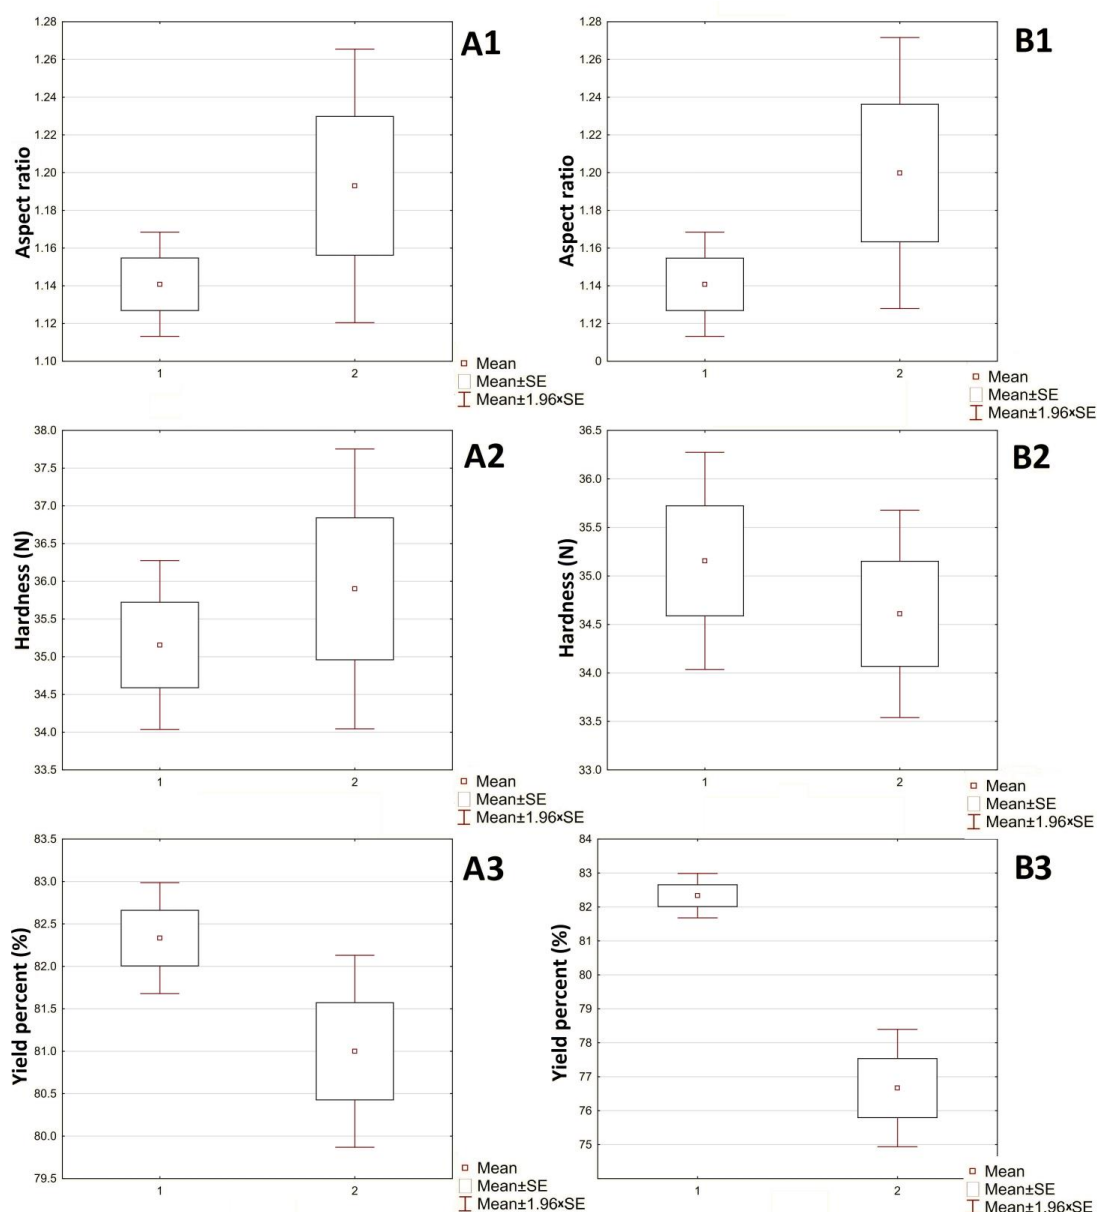 A1
Aspect ratio
1.28
1.26
1.24
1.22
1.20
1.18
1.16
1.14
1.12
1.10
1 2
Mean
Mean±SE
Mean±1.96×SE
B1
Aspect ratio
1.28
1.26
1.24
1.22
1.20
1.18
1.16
1.14
1.12
0
1 2
Mean
Mean±SE
Mean±1.96×SE
A2
Hardness (N)
38.0
37.5
37.0
36.5
36.0
35.5
35.0
34.5
34.0
33.5
1 2
Mean
Mean±SE
Mean±1.96×SE
B2
Hardness (N)
36.5
36.0
35.5
35.0
34.5
34.0
33.5
33.0
1 2
Mean
Mean±SE
Mean±1.96×SE
A3
Yield percent (%)
83.5
83.0
82.5
82.0
81.5
81.0
80.5
80.0
79.5
1 2
Mean
Mean±SE
Mean±1.96×SE
B3
Yield percent (%)
84
83
82
81
80
79
78
77
76
75
1 2
Mean
Mean±SE
Mean±1.96×SE